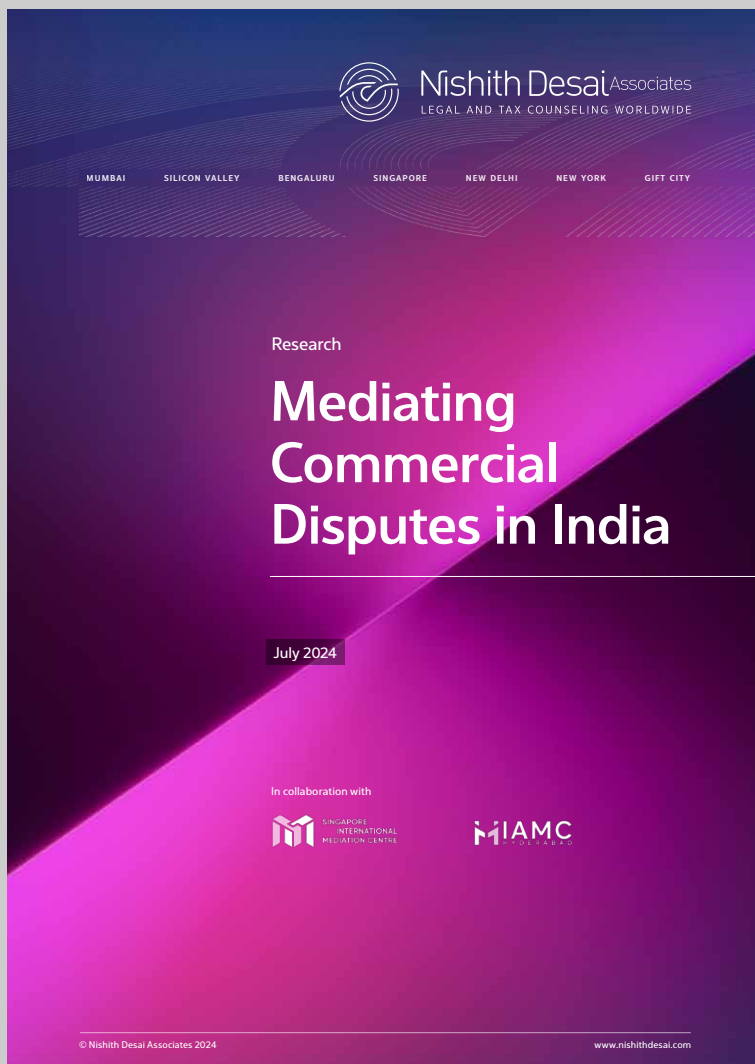 Nishith Desai Associates
LEGAL AND TAX COUNSELING WORLDWIDE
MUMBAI SILICON VALLEY BENGALURU SINGAPORE NEW DELHI NEW YORK GIFT CITY
Research
Mediating
Commercial
Disputes in India
July 2024
In collaboration with
SINGAPORE
INTERNATIONAL
MEDIATION CENTRE
IAMC
HYDERABAD
© Nishith Desai Associates 2024 www.nishithdesai.com